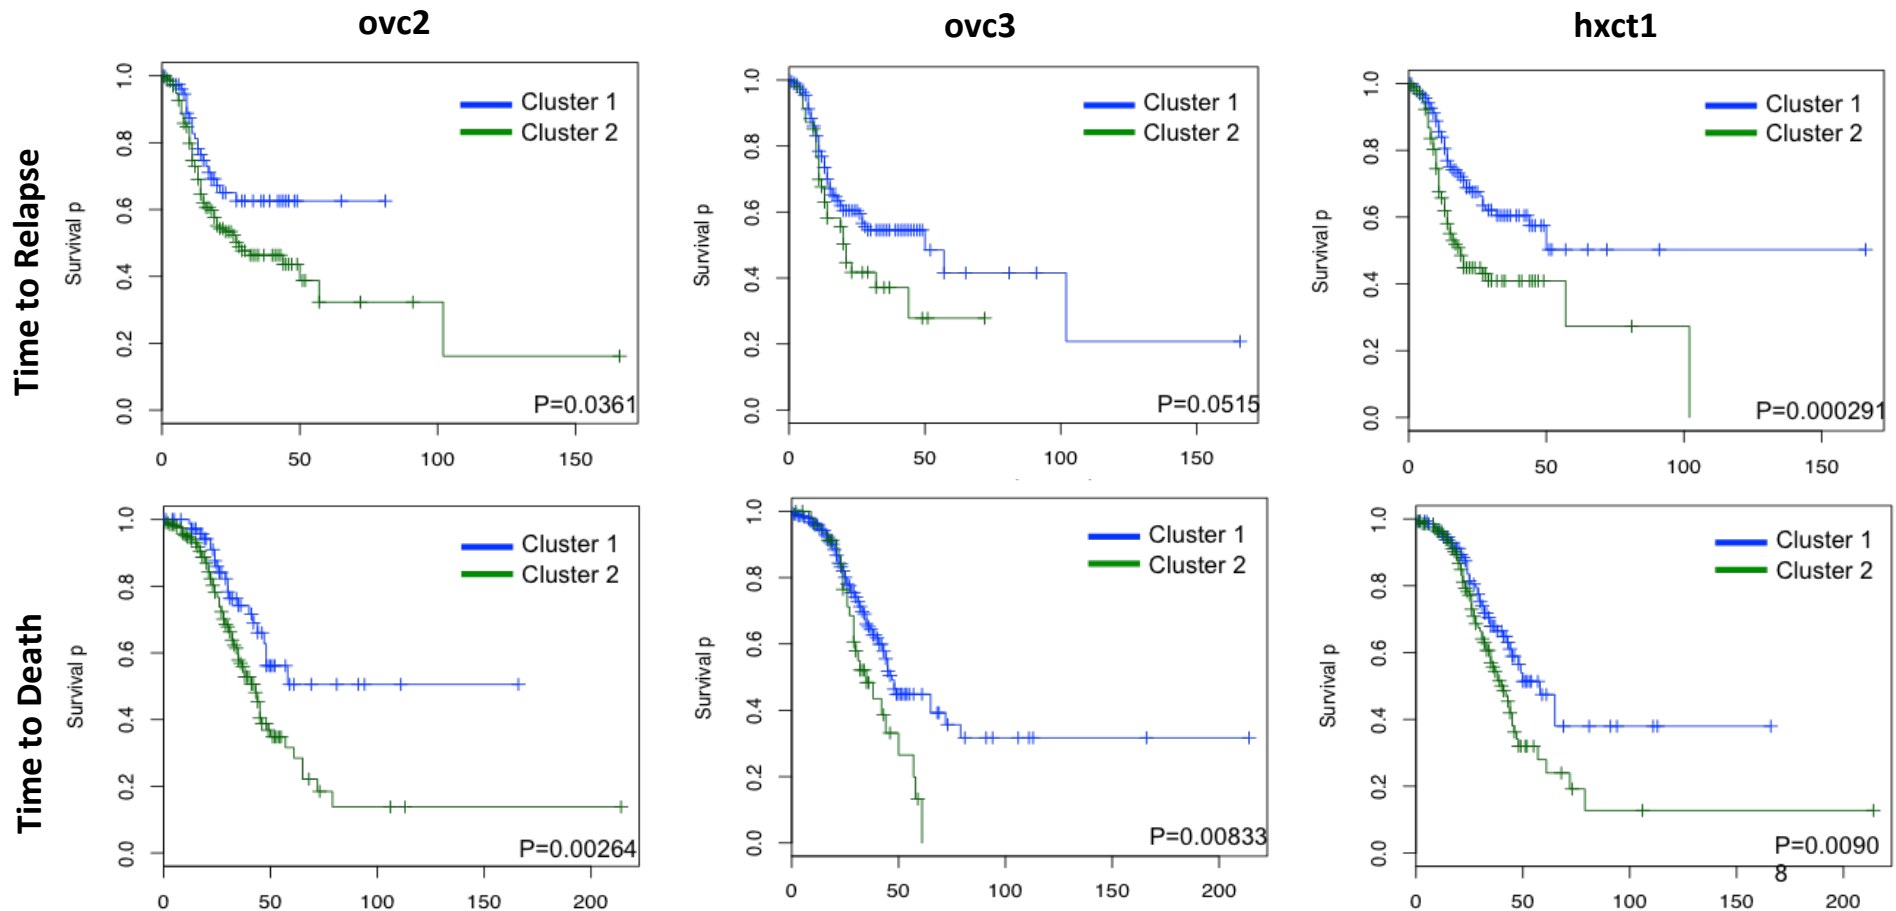 ovc2
ovc3
hxct1
Time to Relapse
Survival p
1.0
0.8
0.6
0.4
0.2
0.0
Cluster 1
Cluster 2
P=0.0361
0 50 100 150
Survival p
1.0
0.8
0.6
0.4
0.2
0.0
Cluster 1
Cluster 2
P=0.0515
0 50 100 150
Survival p
1.0
0.8
0.6
0.4
0.2
0.0
Cluster 1
Cluster 2
P=0.000291
0 50 100 150
Time to Death
Survival p
1.0
0.8
0.6
0.4
0.2
0.0
Cluster 1
Cluster 2
P=0.00264
0 50 100 150 200
Survival p
1.0
0.8
0.6
0.4
0.2
0.0
Cluster 1
Cluster 2
P=0.00833
0 50 100 150 200
Survival p
1.0
0.8
0.6
0.4
0.2
0.0
Cluster 1
Cluster 2
P=0.0090
8
0 50 100 150 200